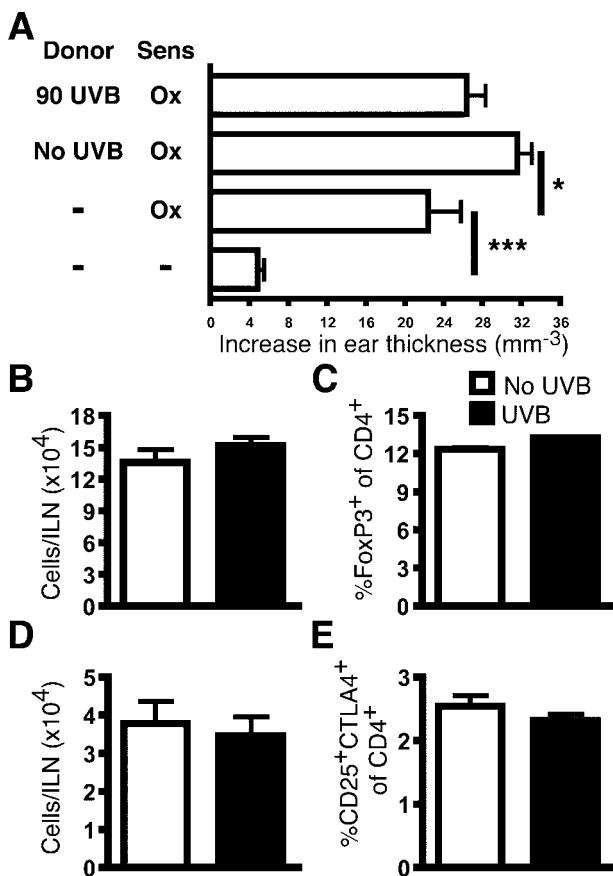 A
Donor Sens
90 UVB Ox
No UVB Ox
- Ox
- -
*
***
0 4 8 12 16 20 24 28 32 36
Increase in ear thickness (mm-3)
B
Cells/ILN (x104)
18
15
12
9
6
3
0
C
No UVB
UVB
%FoxP3+ of CD4+
15
12
9
6
3
0
D
Cells/ILN (x104)
5
4
3
2
1
0
E
%CD25+CTLA4+
of CD4+
3
2
1
0